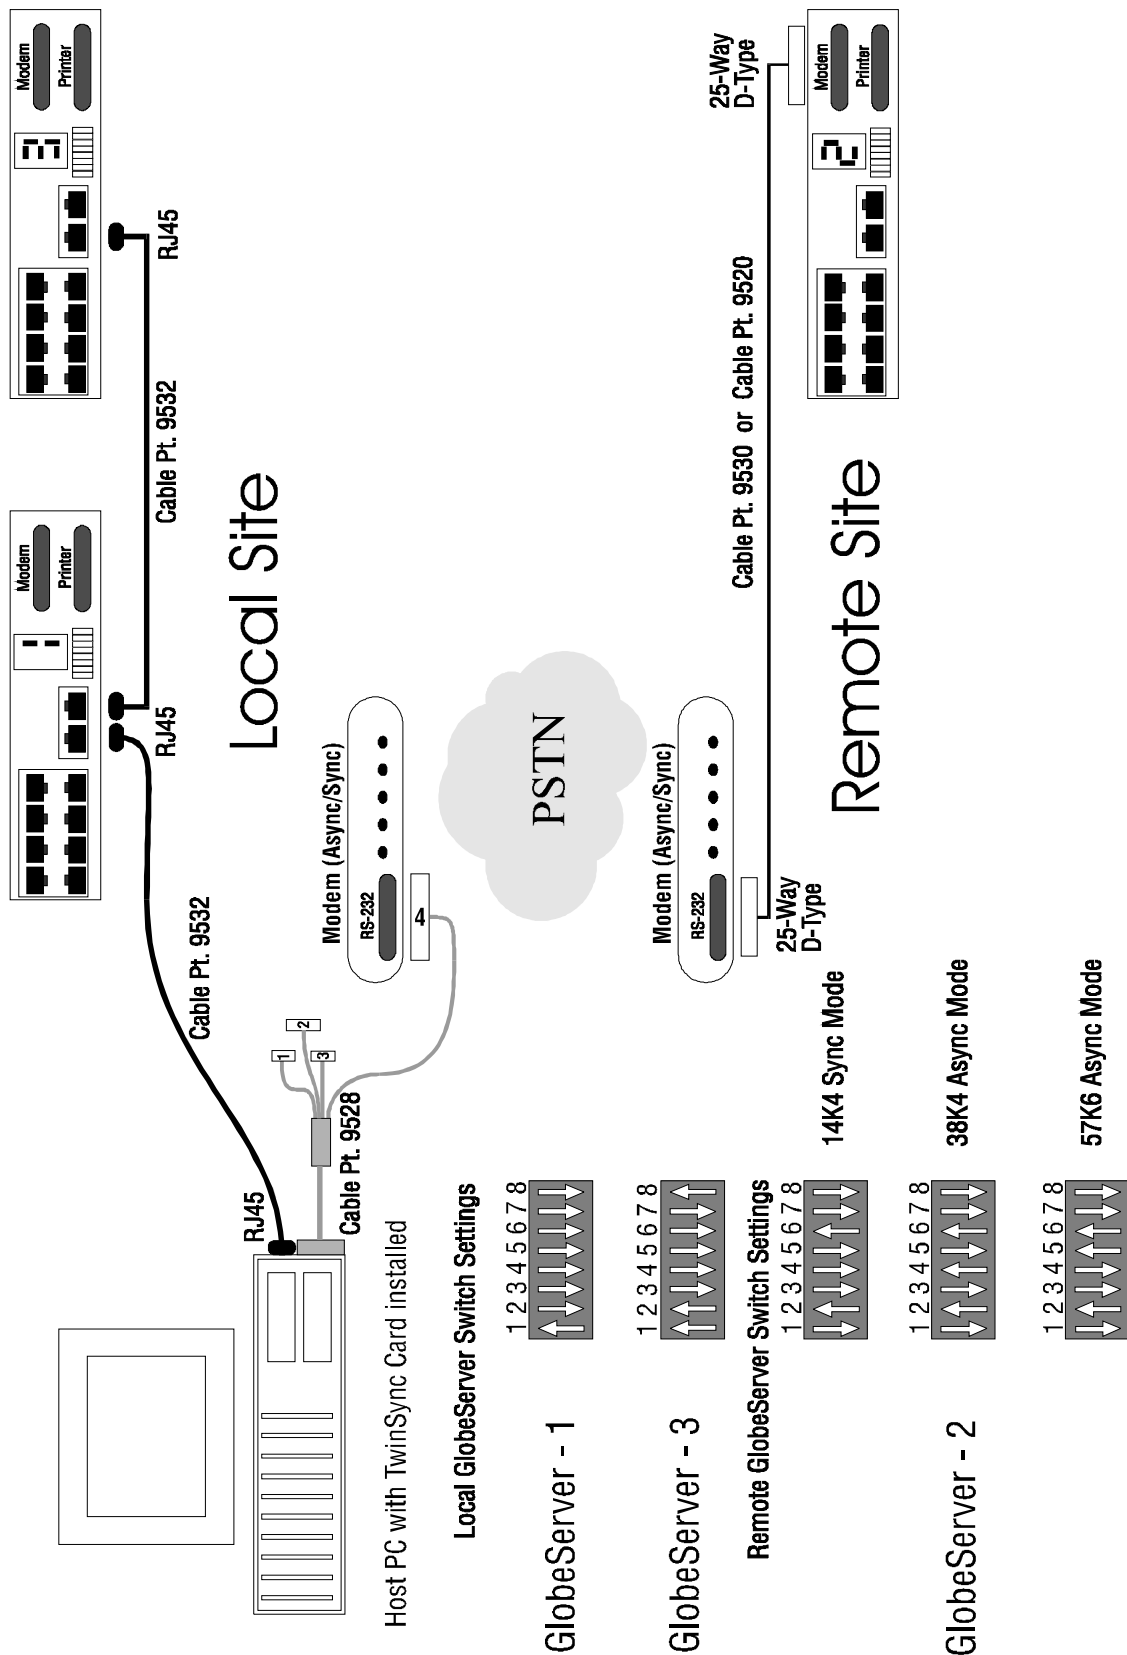 Modem
Printer
Modem
Printer
RJ45
Cable Pt. 9532
RJ45
Cable Pt. 9532
RJ45
Local Site
1
2
3
Cable Pt. 9528
Host PC with TwinSync Card installed
Modem (Async/Sync)
RS-232
4
PSTN
Modem (Async/Sync)
RS-232
25-Way
D-Type
Cable Pt. 9530 or Cable Pt. 9520
25-Way
D-Type
Modem
Printer
2
1
3
Remote Site
Local GlobeServer Switch Settings
GlobeServer - 1
1 2 3 4 5 6 7 8
GlobeServer - 3
1 2 3 4 5 6 7 8
Remote GlobeServer Switch Settings
GlobeServer - 2
1 2 3 4 5 6 7 8
14K4 Sync Mode
1 2 3 4 5 6 7 8
38K4 Async Mode
1 2 3 4 5 6 7 8
57K6 Async Mode